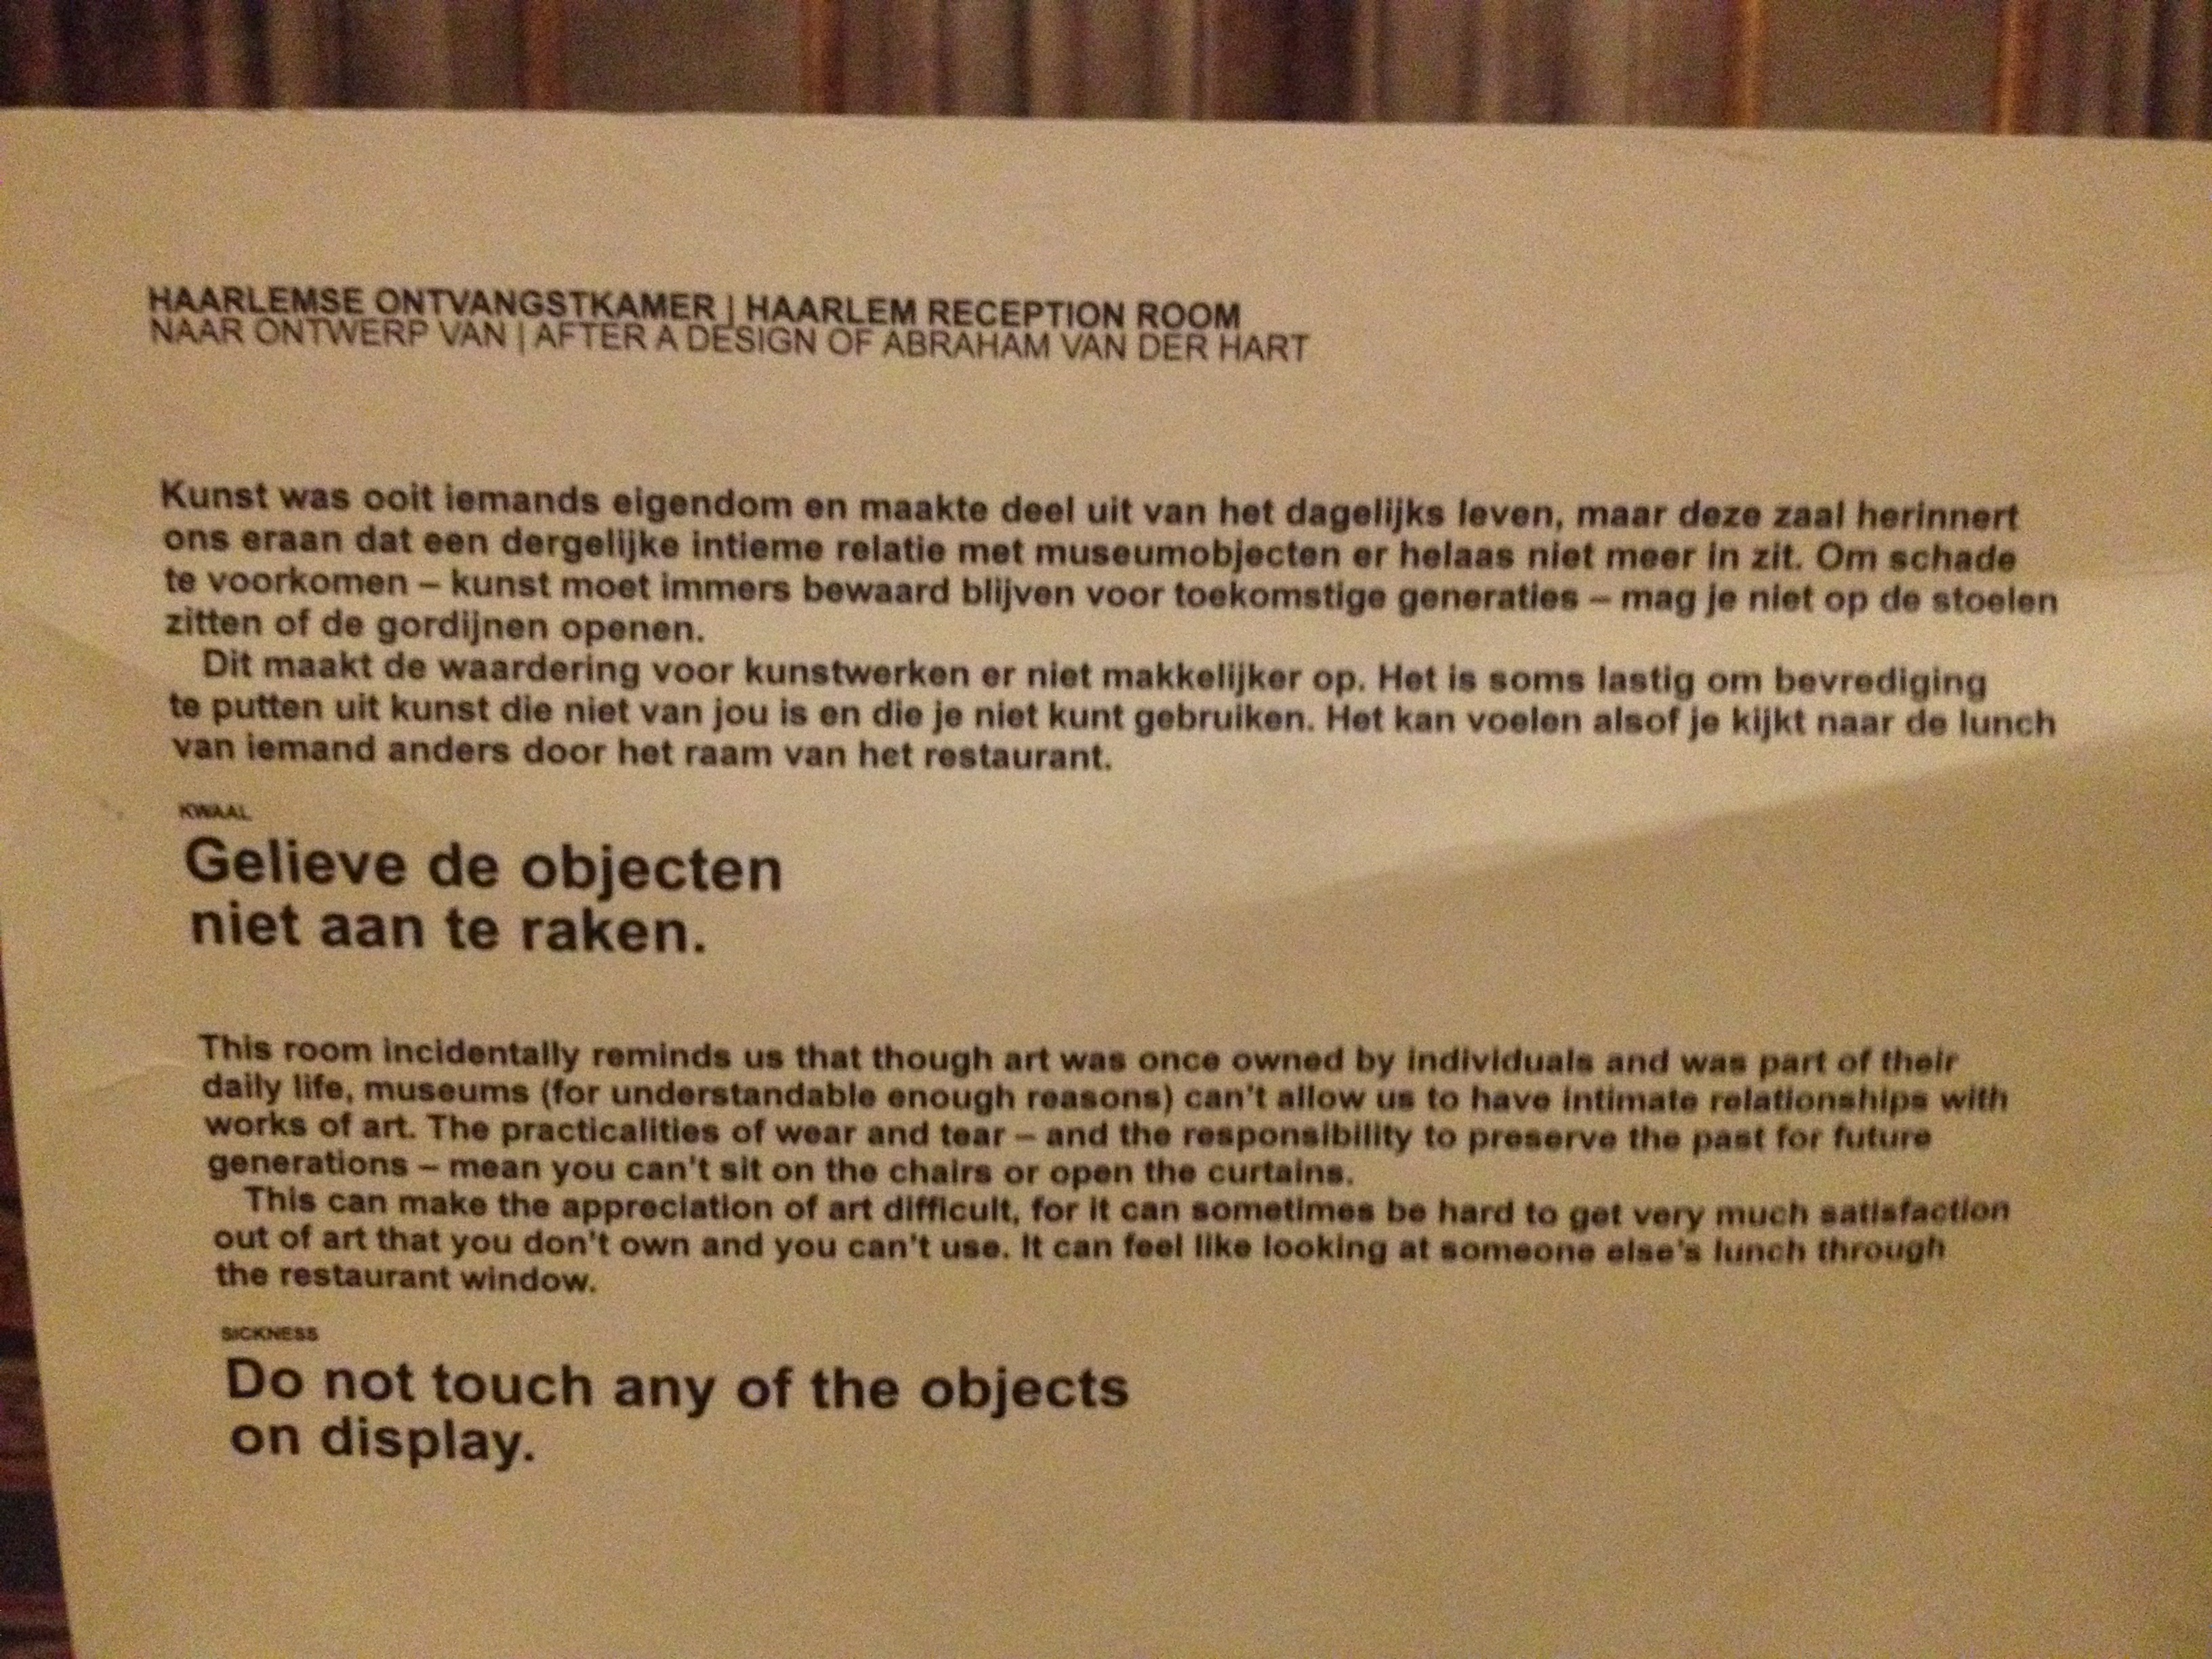 HAARLEMSE ONTVANGSTKAMER | HAARLEM RECEPTION ROOM
NAAR ONTWERP VAN | AFTER A DESIGN OF ABRAHAM VAN DER HART
Kunst was ooit iemands eigendom en maakte deel uit van het dagelijks leven, maar deze zaal herinnert
ons eraan dat een dergelijke intieme relatie met museumobjecten er helaas niet meer in zit. Om schade
te voorkomen – kunst moet immers bewaard blijven voor toekomstige generaties – mag je niet op de stoelen
zitten of de gordijnen openen.
Dit maakt de waardering voor kunstwerken er niet makkelijker op. Het is soms lastig om bevrediging
te putten uit kunst die niet van jou is en die je niet kunt gebruiken. Het kan voelen alsof je kijkt naar de lunch
van iemand anders door het raam van het restaurant.
KWAAL
Gelieve de objecten
niet aan te raken.
This room incidentally reminds us that though art was once owned by individuals and was part of their
daily life, museums (for understandable enough reasons) can't allow us to have intimate relationships with
works of art. The practicalities of wear and tear – and the responsibility to preserve the past for future
generations – mean you can't sit on the chairs or open the curtains.
This can make the appreciation of art difficult, for it can sometimes be hard to get very much satisfaction
out of art that you don't own and you can't use. It can feel like looking at someone else's lunch through
the restaurant window.
SICKNESS
Do not touch any of the objects
on display.